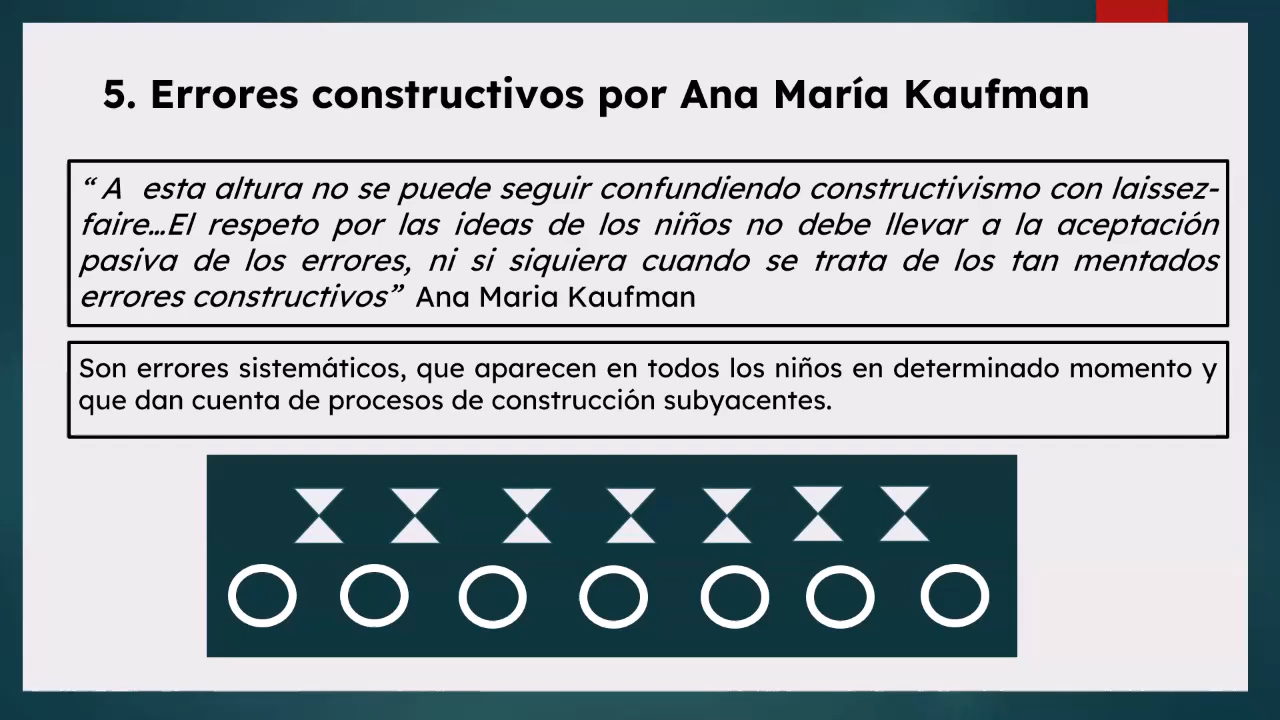 5. Errores constructivos por Ana María Kaufman
“ A esta altura no se puede seguir confundiendo constructivismo con laissez-
faire...El respeto por las ideas de los niños no debe llevar a la aceptación
pasiva de los errores, ni si siquiera cuando se trata de los tan mentados
errores constructivos” Ana Maria Kaufman
Son errores sistemáticos, que aparecen en todos los niños en determinado momento y
que dan cuenta de procesos de construcción subyacentes.